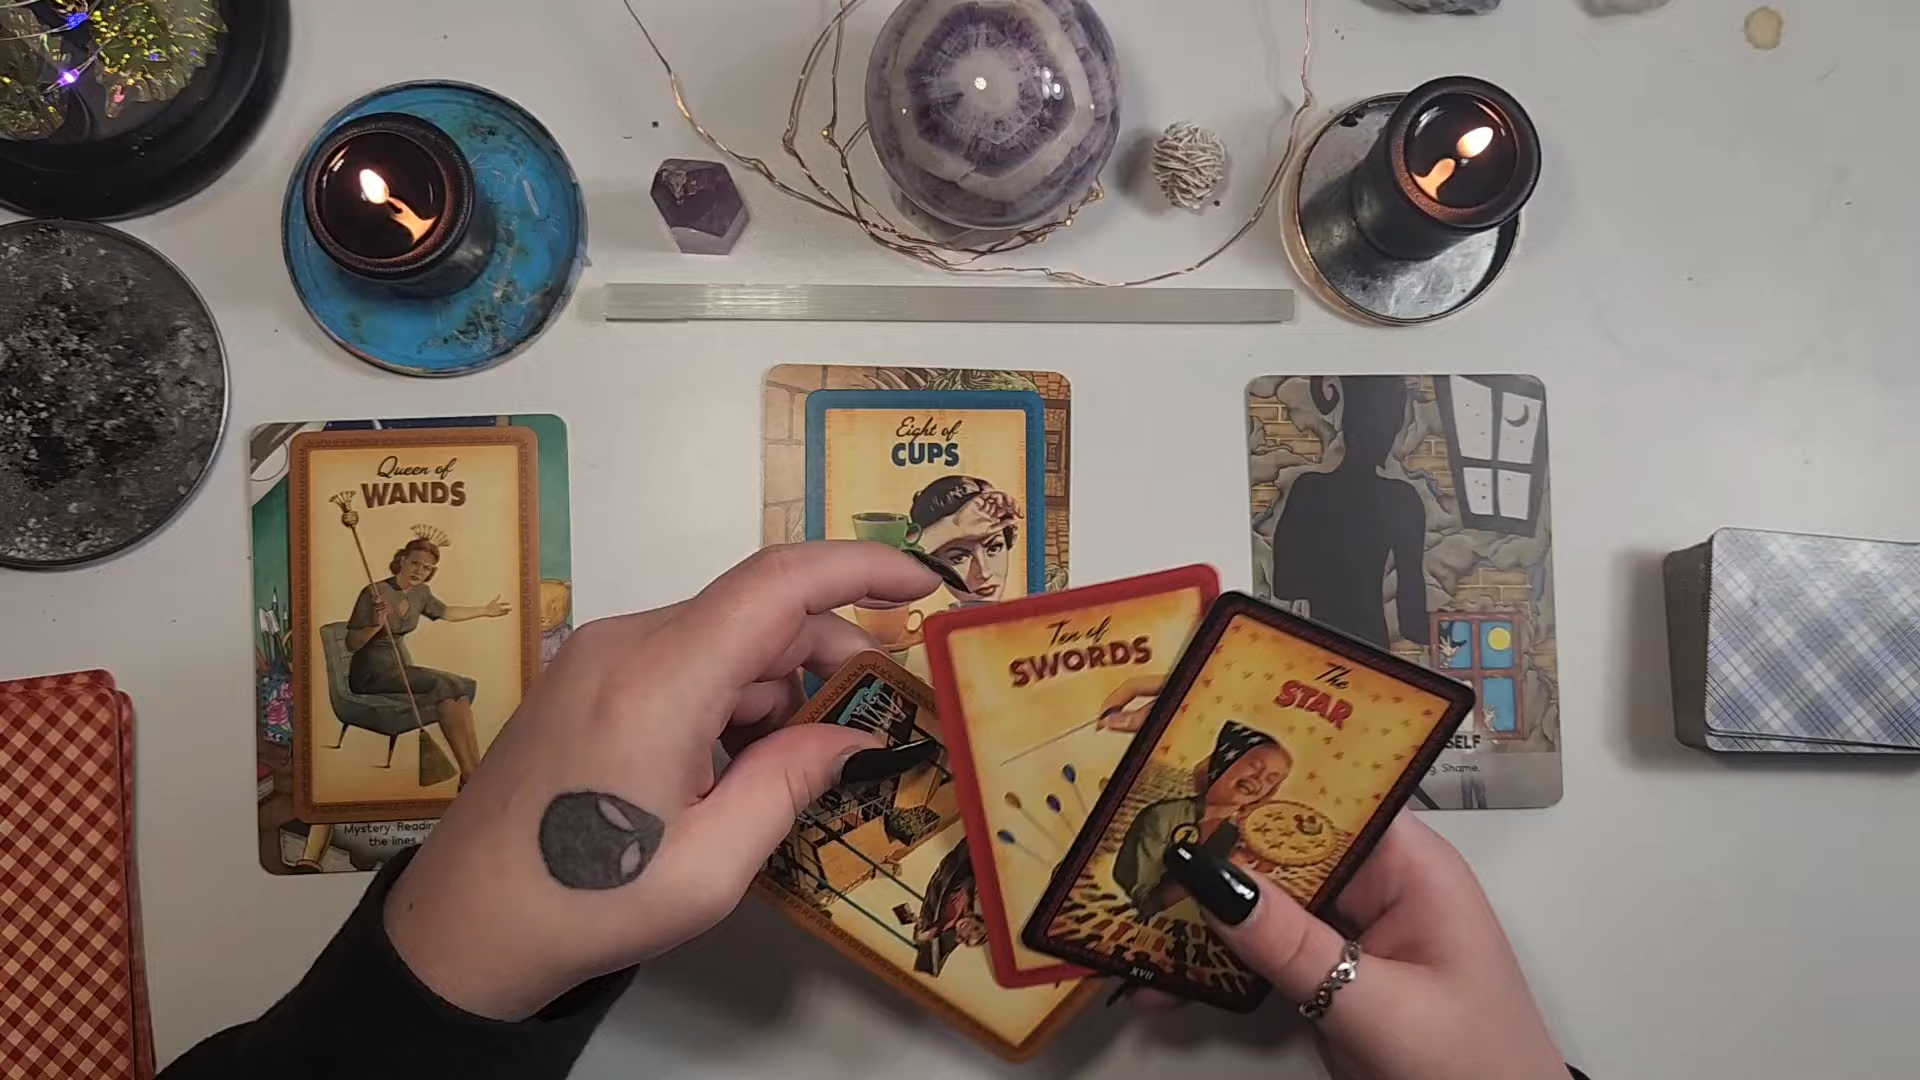 Queen of
WANDS
Mystery. Readin
the lines
Eight of
CUPS
Ten of
SWORDS
The
STAR
XVII
SELF
Shame.